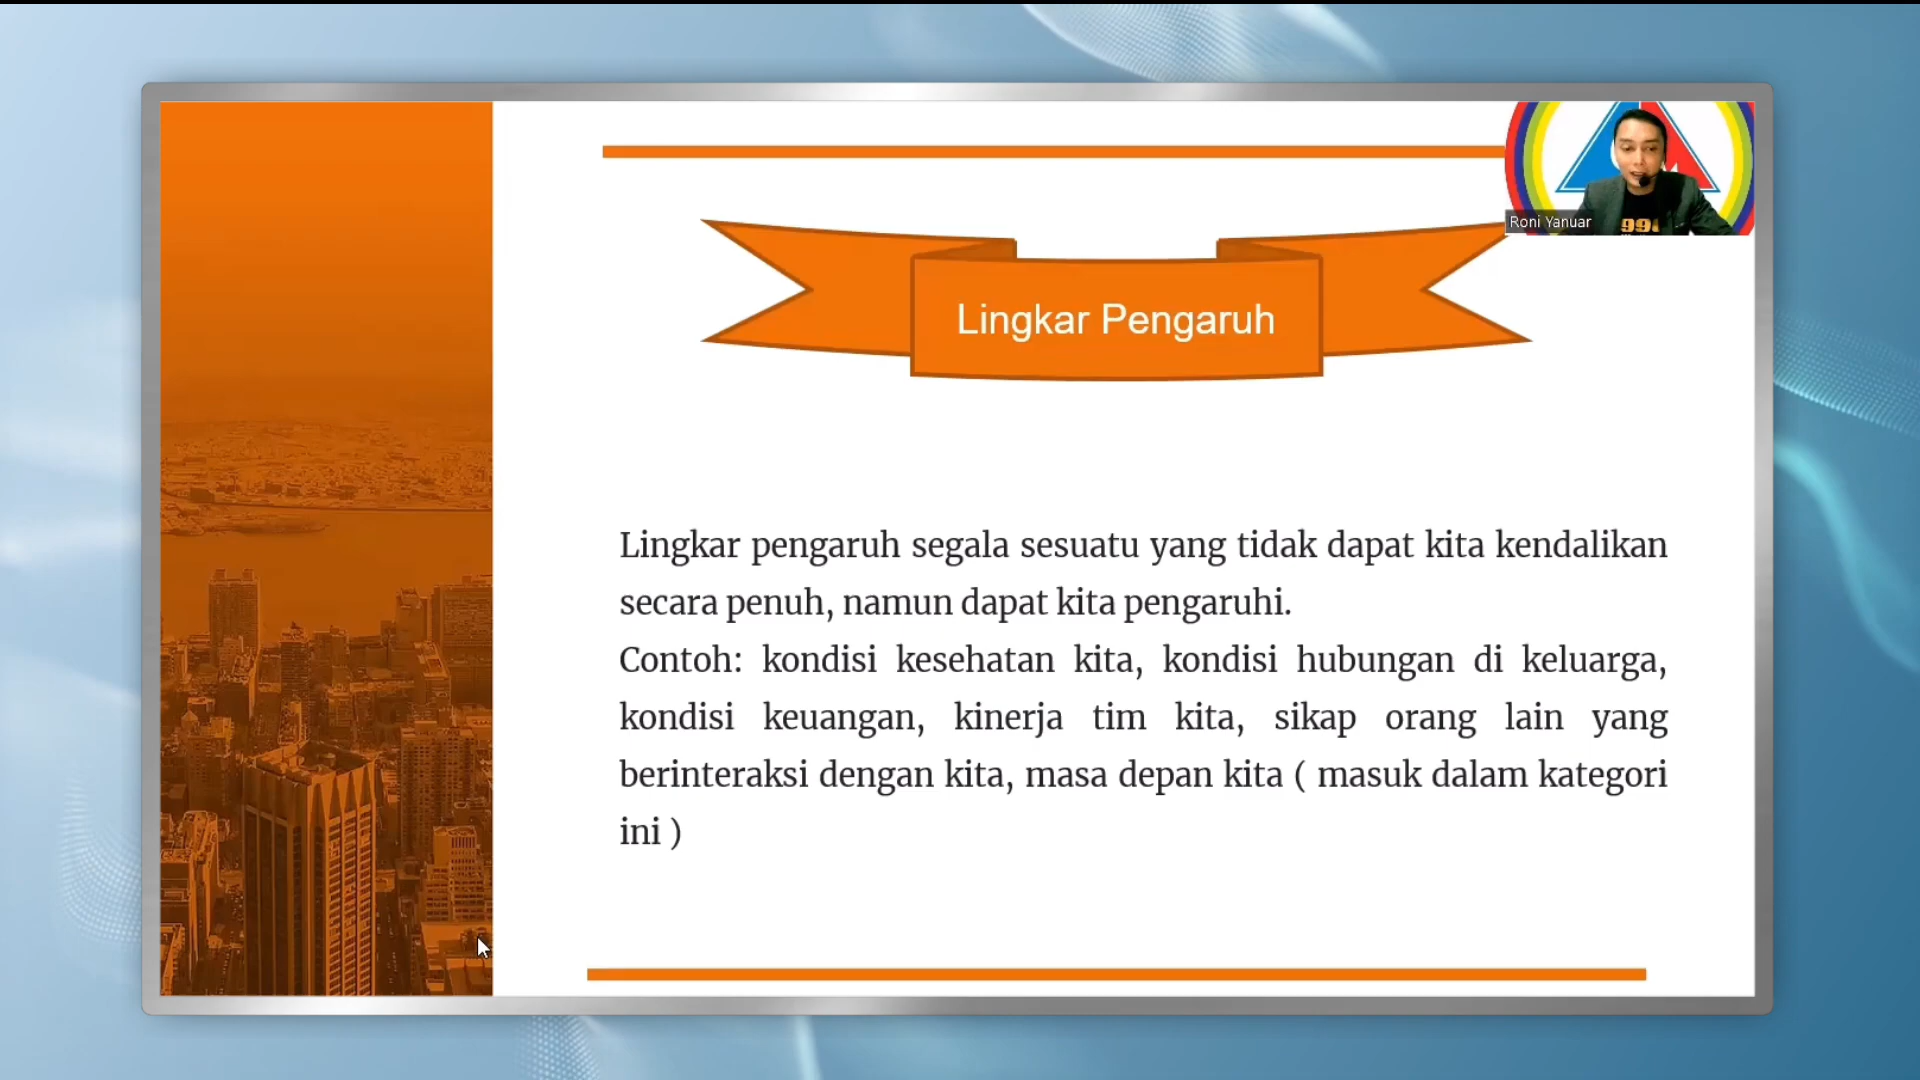 Roni Yanuar
Lingkar Pengaruh
Lingkar pengaruh segala sesuatu yang tidak dapat kita kendalikan
secara penuh, namun dapat kita pengaruhi.
Contoh: kondisi kesehatan kita, kondisi hubungan di keluarga,
kondisi keuangan, kinerja tim kita, sikap orang lain yang
berinteraksi dengan kita, masa depan kita ( masuk dalam kategori
ini )